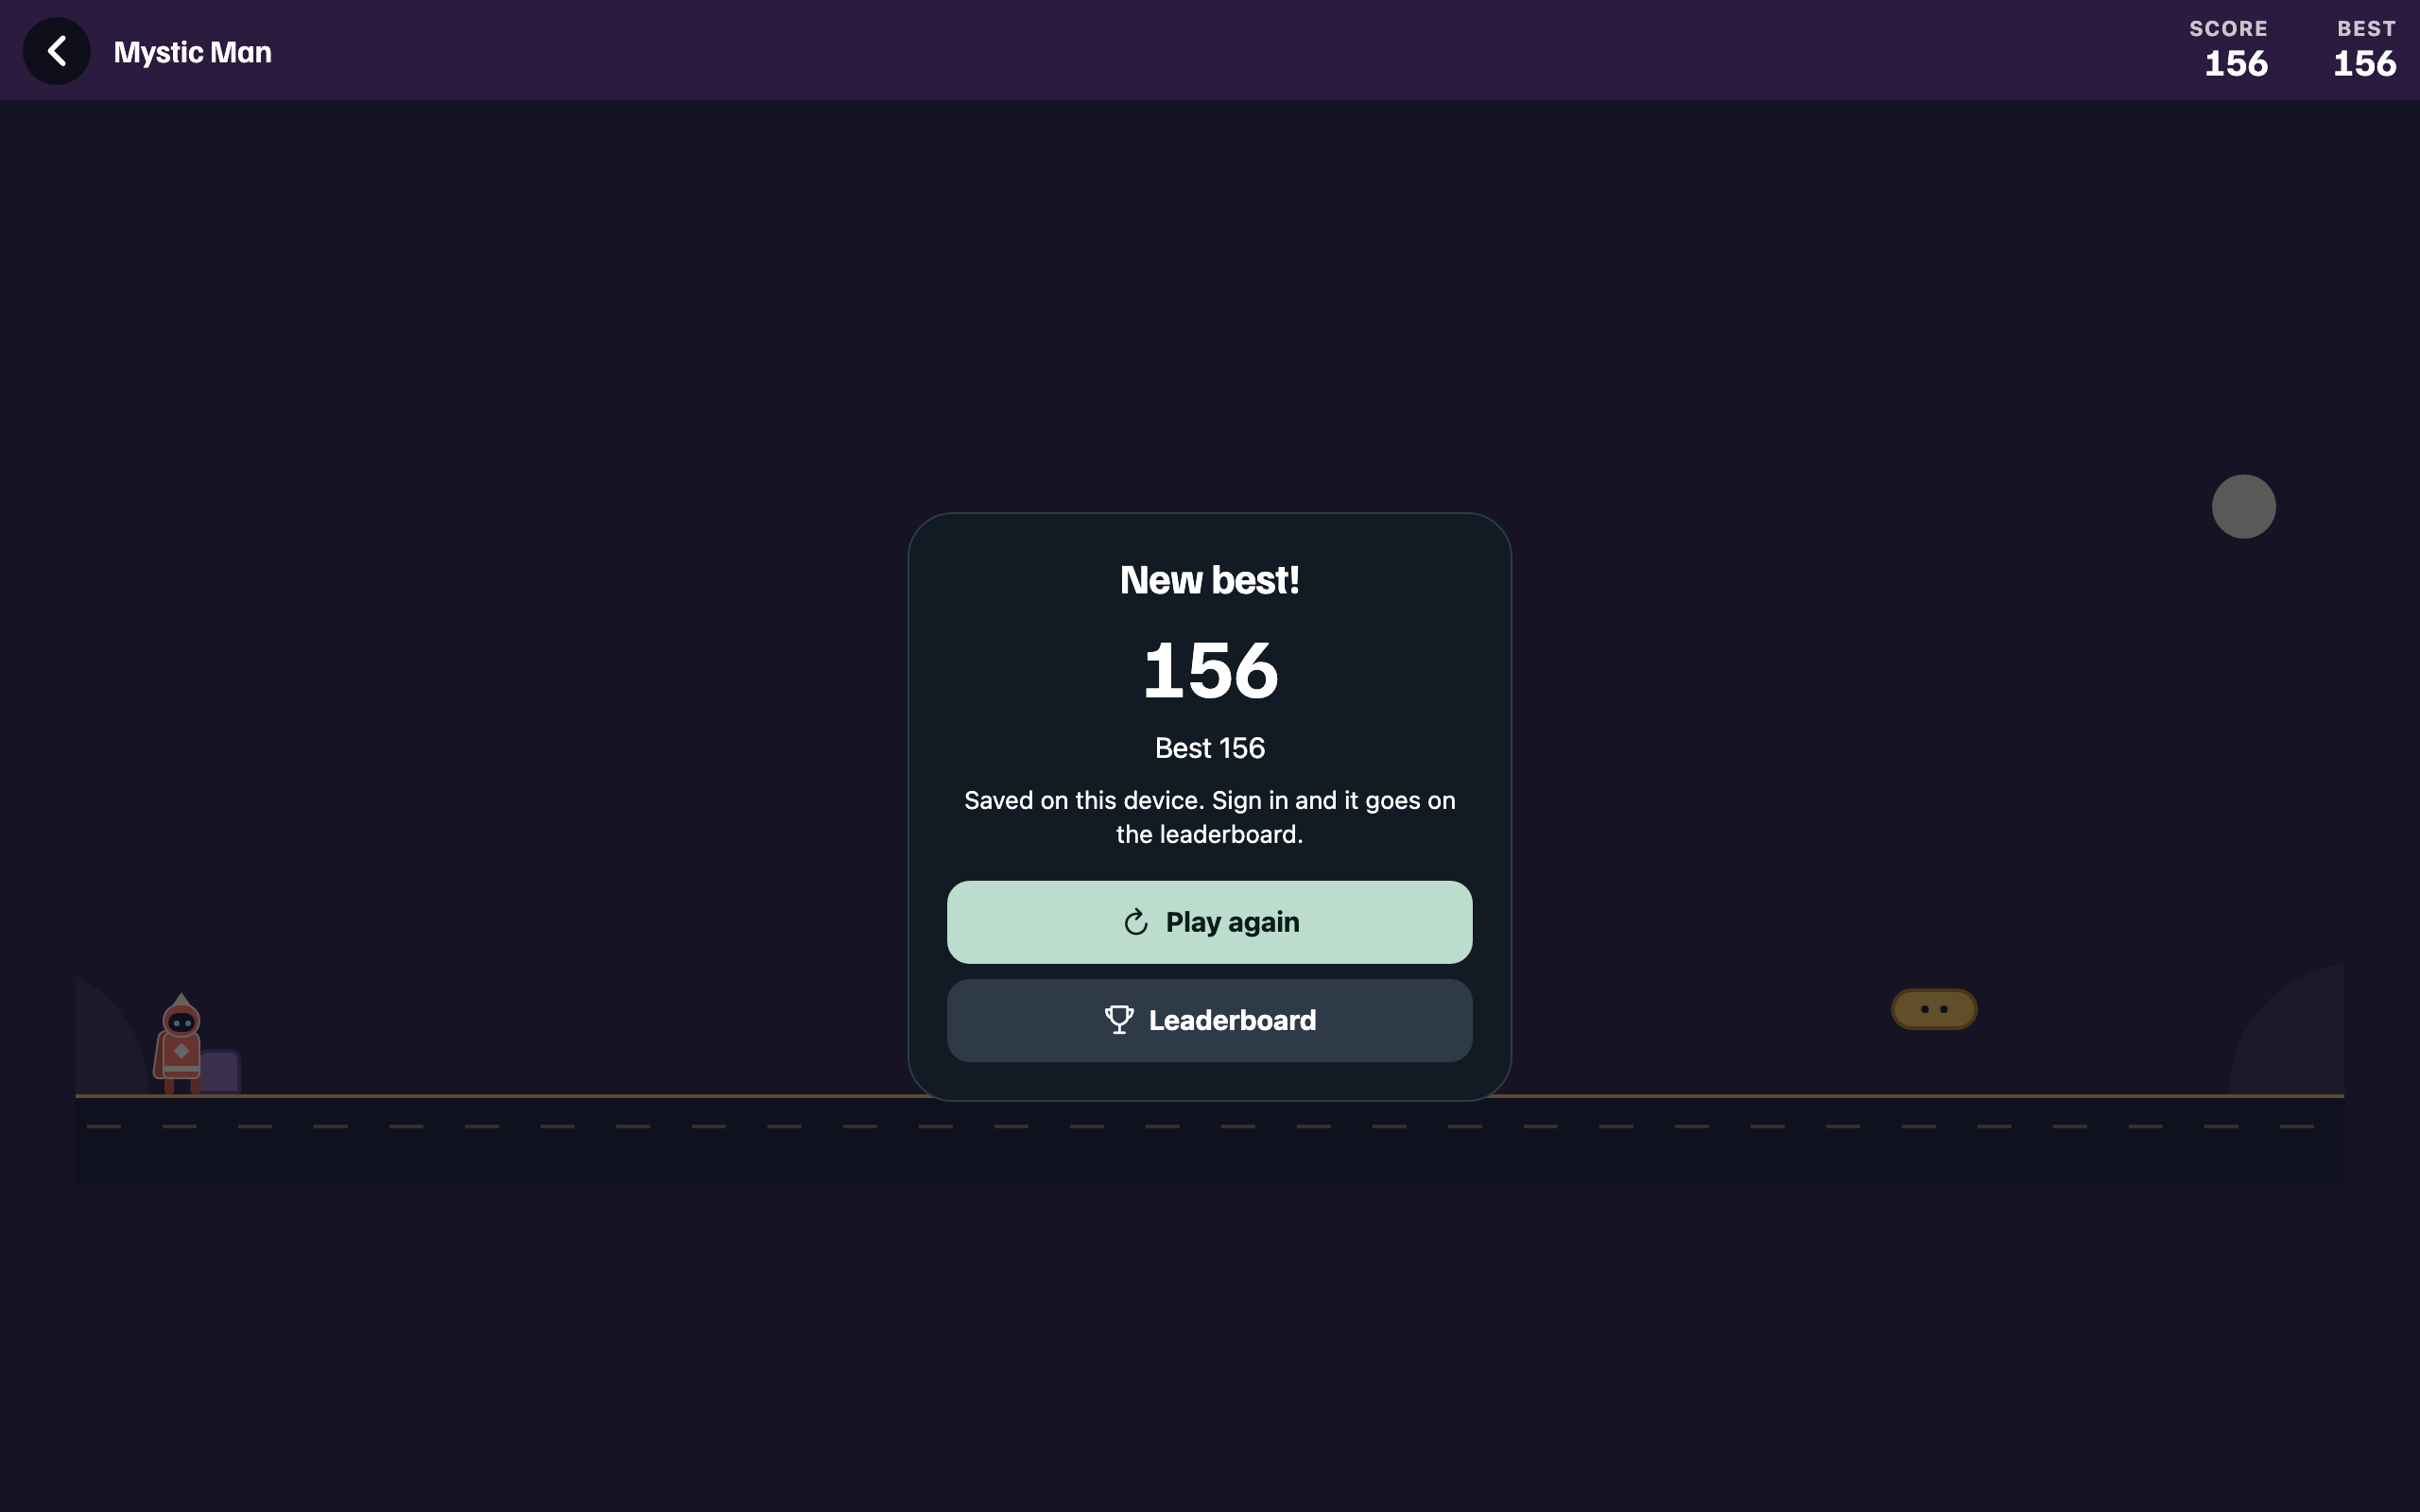 Mystic Man
SCORE
156
BEST
156
New best!
156
Best 156
Saved on this device. Sign in and it goes on
the leaderboard.
Play again
Leaderboard